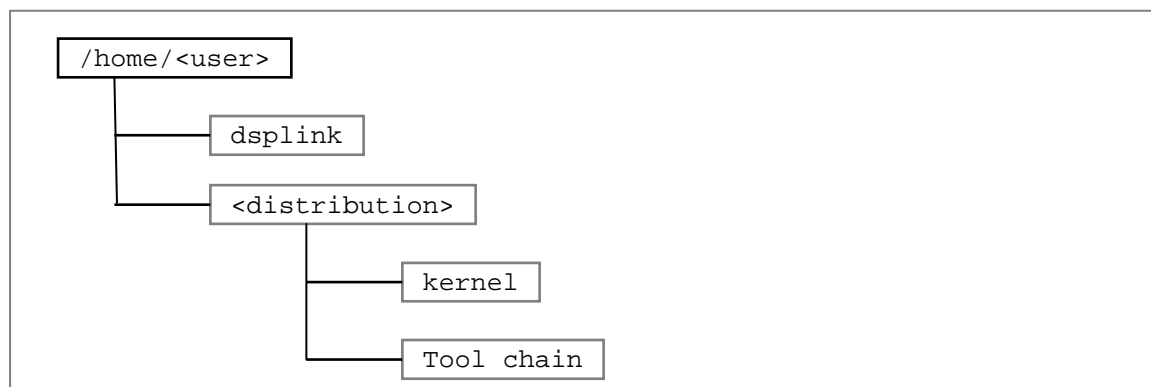 /home/<user>
dsplink
<distribution>
kernel
Tool chain